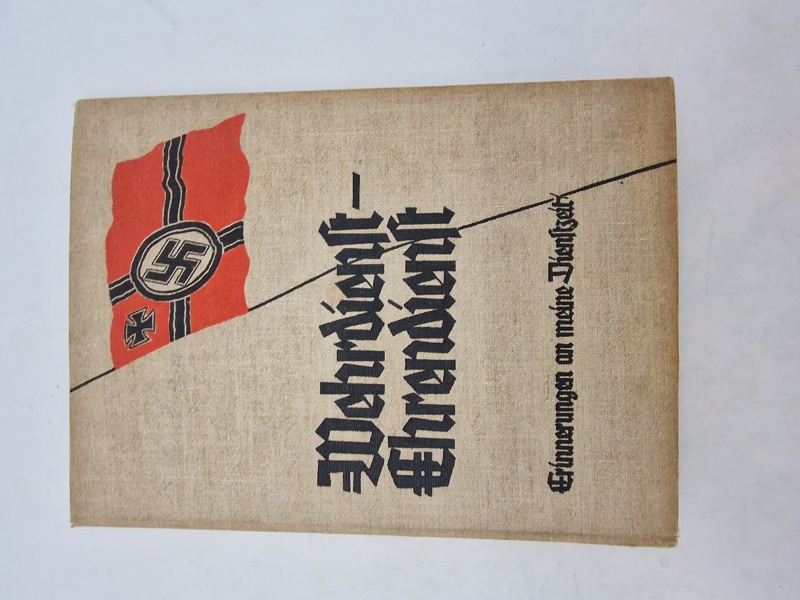 Wehrdienst –
Ehrendienst
Erinnerungen an meine Dienstzeit